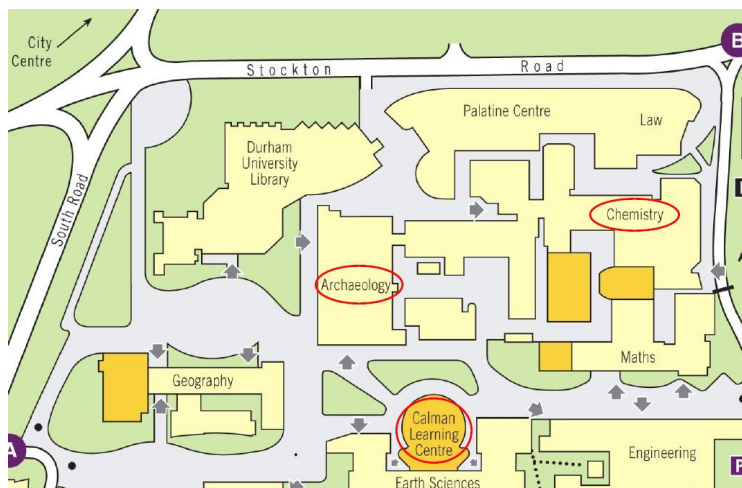 City
Centre
Stockton Road
B
Palatine Centre
Law
Durham
University
Library
South Road
Chemistry
D
Archaeology
Maths
Geography
Calman
Learning
Centre
Engineering
A
P
Earth Sciences